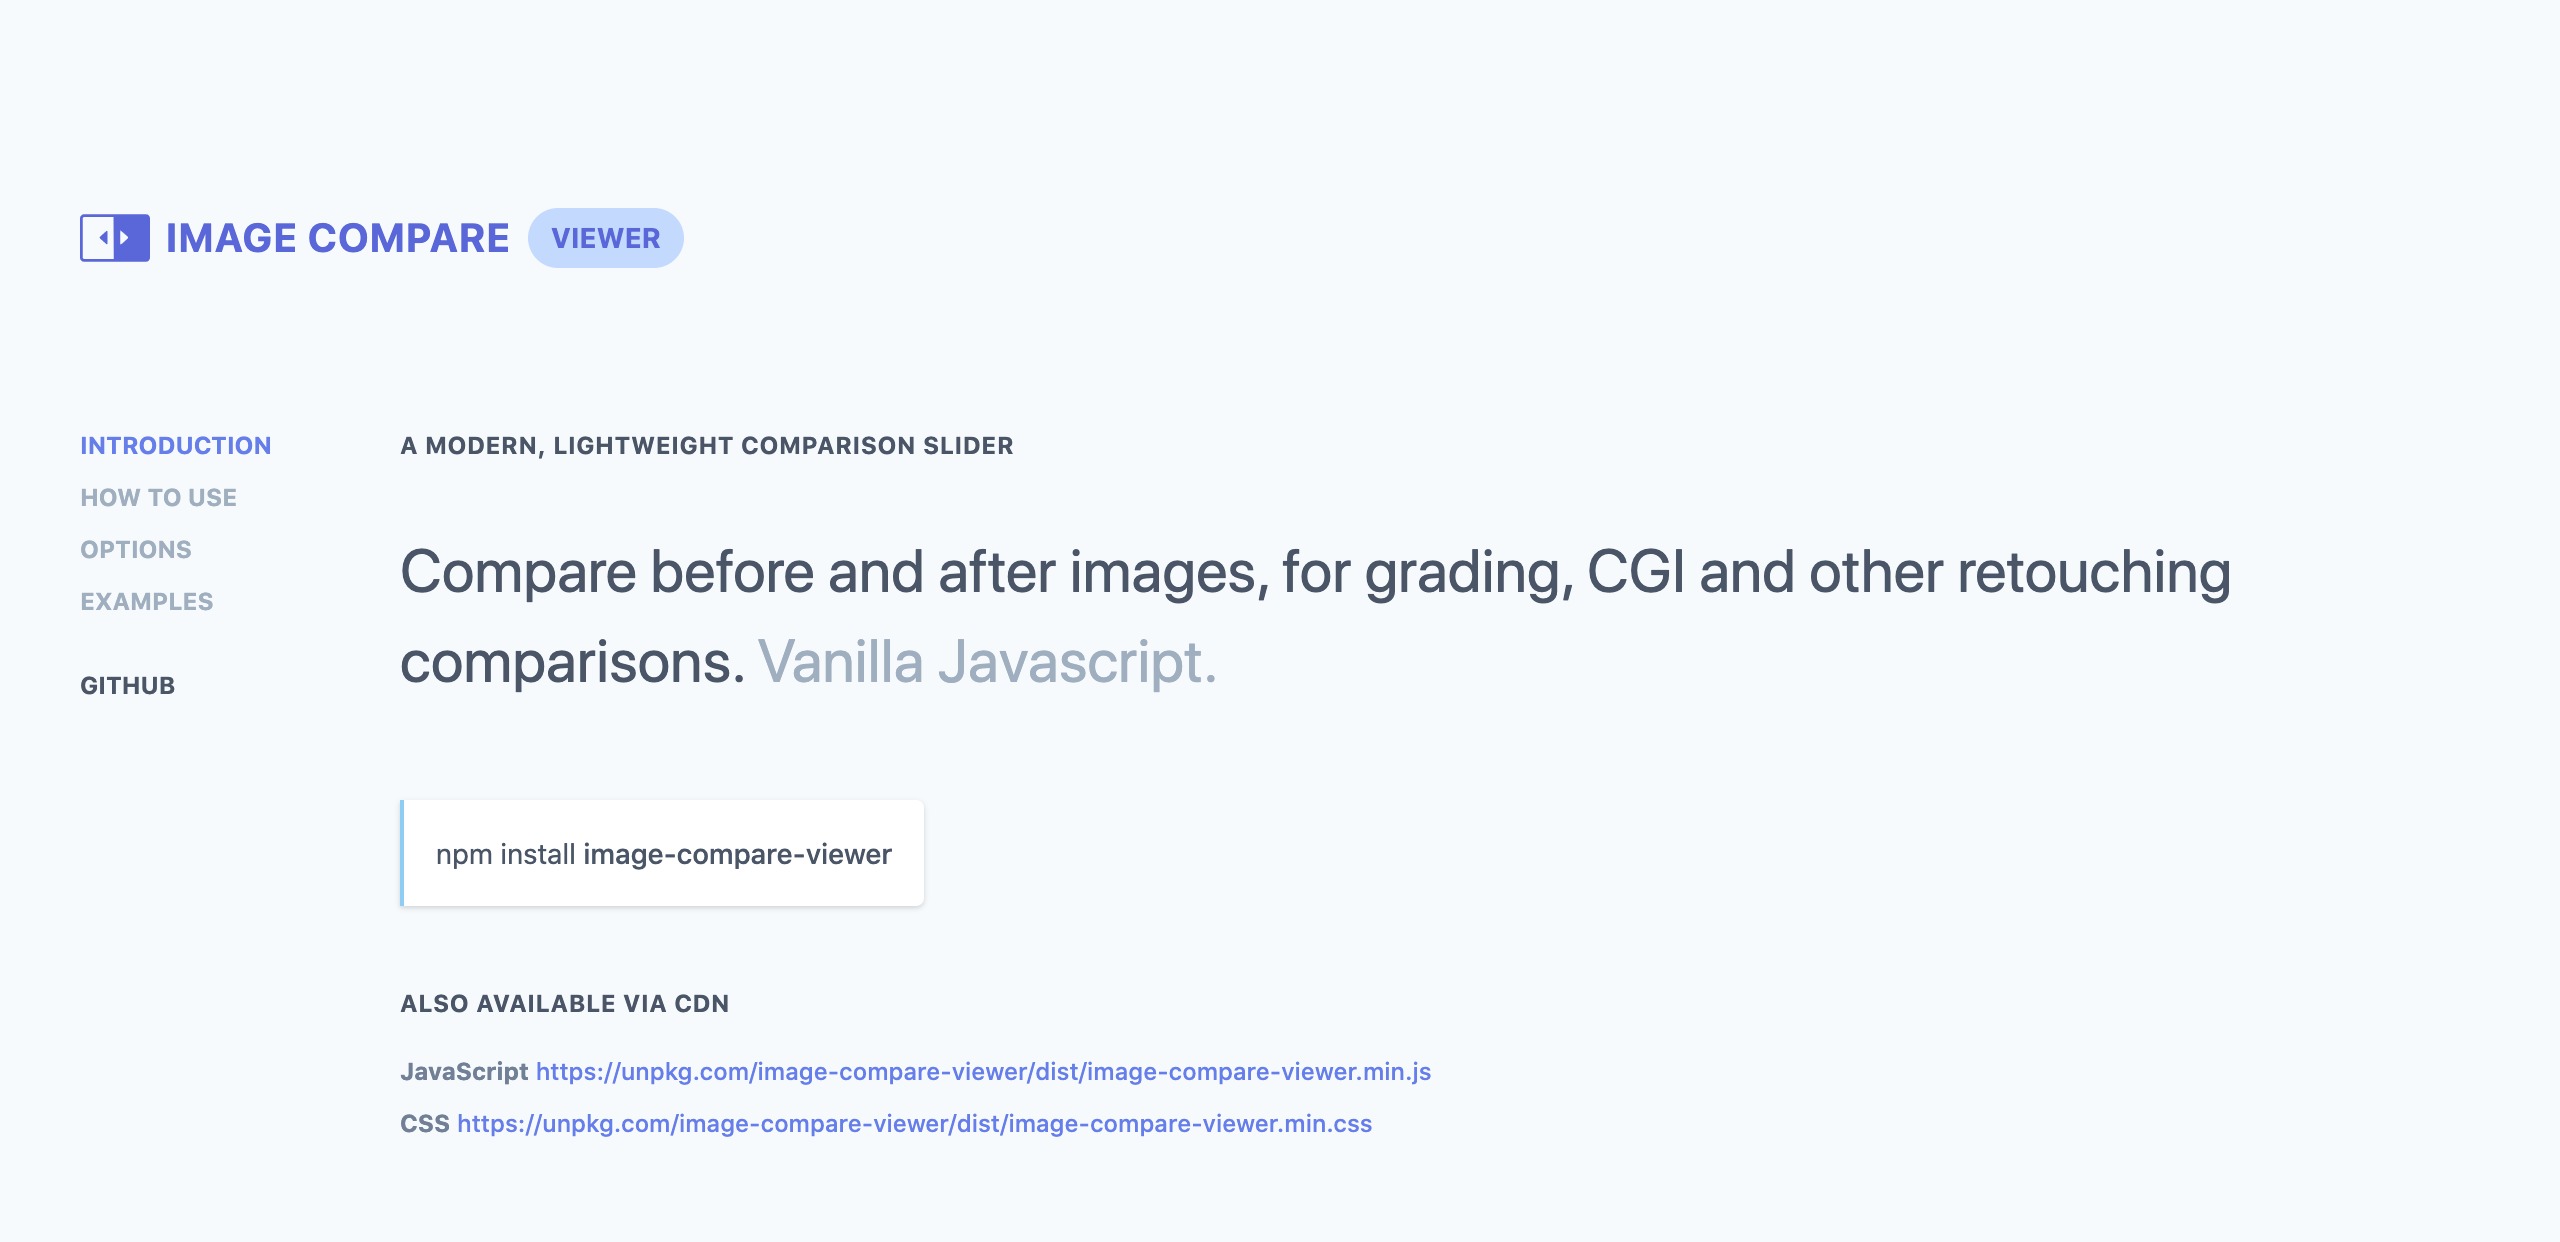 IMAGE COMPARE VIEWER
INTRODUCTION
HOW TO USE
OPTIONS
EXAMPLES
GITHUB
A MODERN, LIGHTWEIGHT COMPARISON SLIDER
Compare before and after images, for grading, CGI and other retouching
comparisons. Vanilla Javascript.
npm install image-compare-viewer
ALSO AVAILABLE VIA CDN
JavaScript https://unpkg.com/image-compare-viewer/dist/image-compare-viewer.min.js
CSS https://unpkg.com/image-compare-viewer/dist/image-compare-viewer.min.css